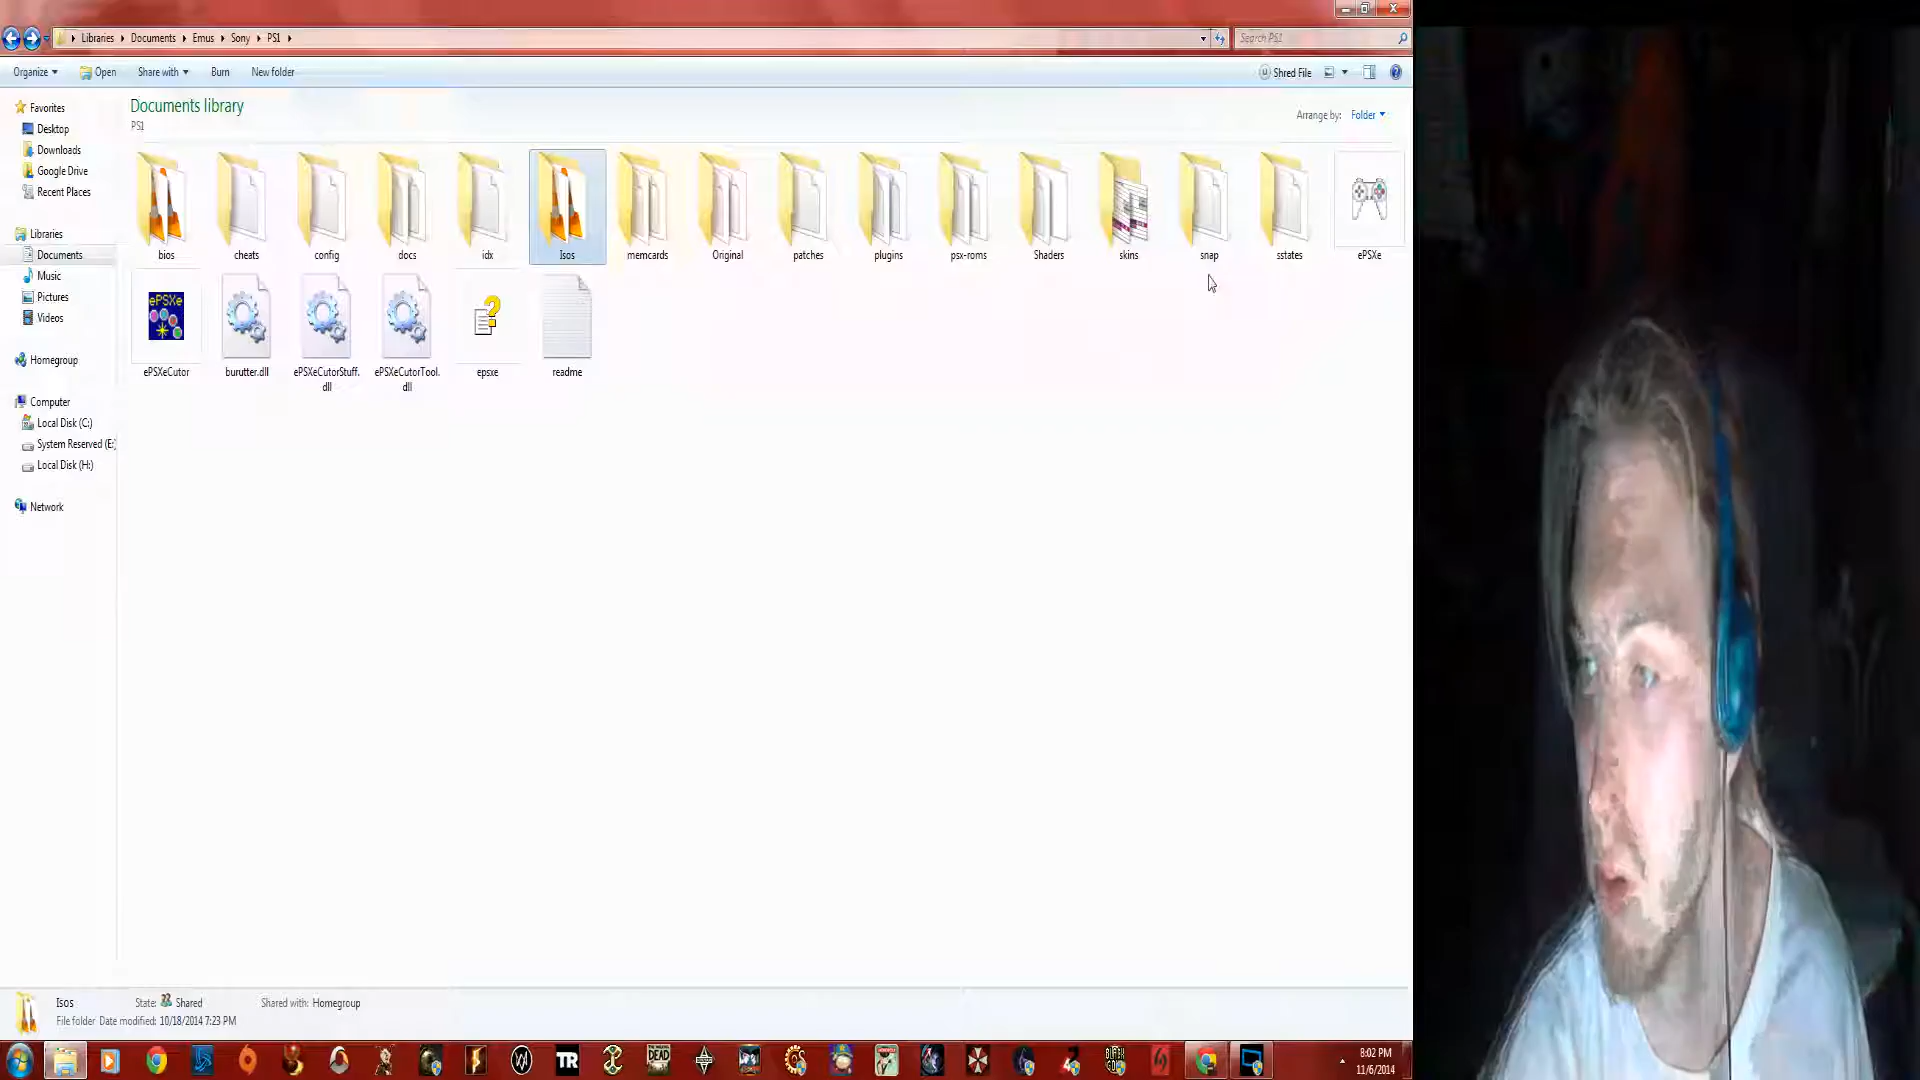 Libraries Documents Emus Sony PS1
Search PS1
Organize Open Share with Burn New folder
Shred File
Documents library
PS1
Arrange by: Folder
Favorites
Desktop
Downloads
Google Drive
Recent Places
Libraries
Documents
Music
Pictures
Videos
Homegroup
Computer
Local Disk (C:)
System Reserved (E:
Local Disk (H:)
Network
bios cheats config docs idx Isos memcards Original patches plugins psx-roms Shaders skins snap sstates ePSXe
ePSXe
ePSXeCutor burutter.dll ePSXeCutorStuff.dll ePSXeCutorTool.dll epsxe readme
Isos State: Shared Shared with: Homegroup
File folder Date modified: 10/18/2014 7:23 PM
TR
DEAD
8:02 PM
11/6/2014